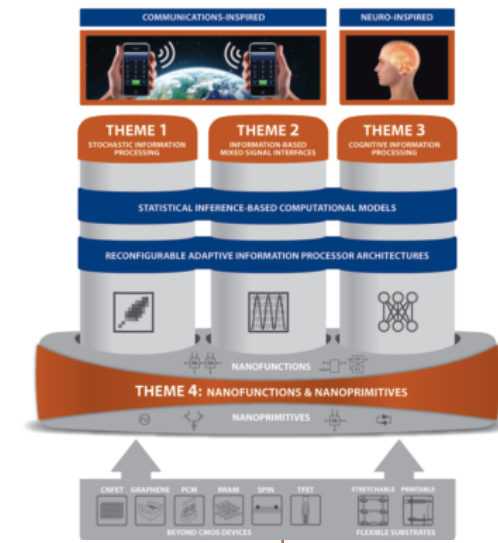 COMMUNICATIONS-INSPIRED
NEURO-INSPIRED
THEME 1
STOCHASTIC INFORMATION
PROCESSING
THEME 2
INFORMATION-BASED
MIXED SIGNAL INTERFACES
THEME 3
COGNITIVE INFORMATION
PROCESSING
STATISTICAL INFERENCE-BASED COMPUTATIONAL MODELS
RECONFIGURABLE ADAPTIVE INFORMATION PROCESSOR ARCHITECTURES
NANOFUNCTIONS
THEME 4: NANOFUNCTIONS & NANOPRIMITIVES
NANOPRIMITIVES
CNFET GRAPHENE PCM RRAM SPIN TFET
STRETCHABLE PRINTABLE
BEYOND CMOS DEVICES
FLEXIBLE SUBSTRATES